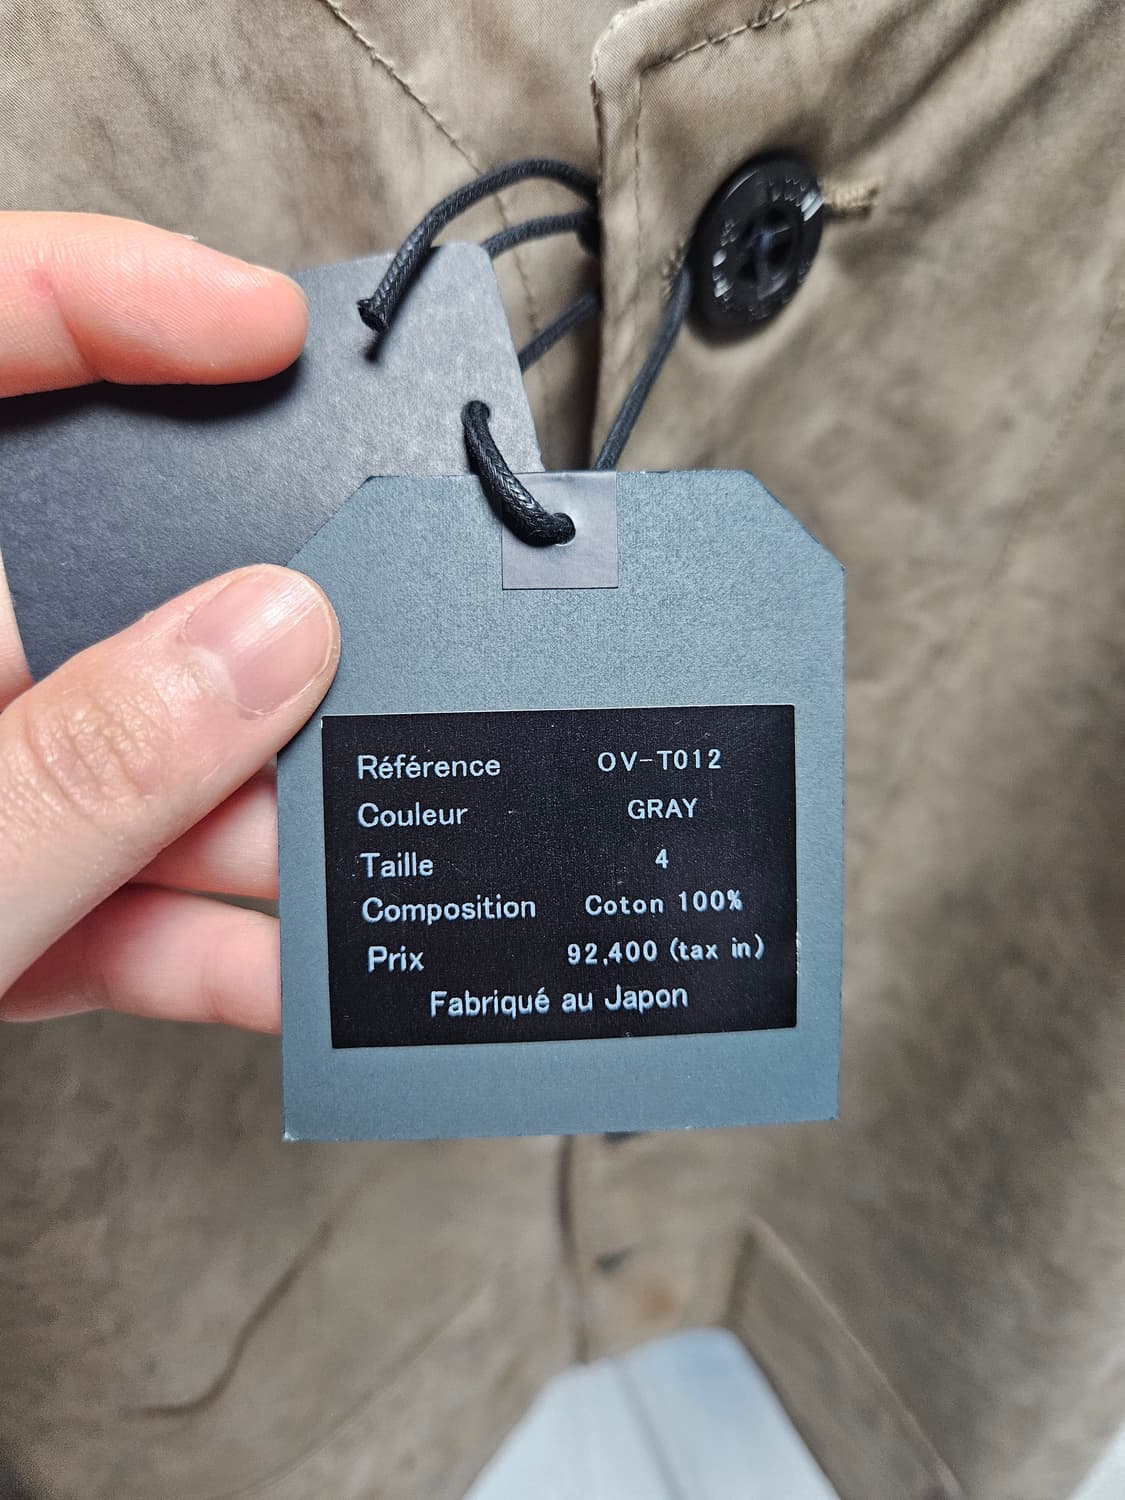 Référence OV-T012
Couleur GRAY
Taille 4
Composition Coton 100%
Prix 92,400 (tax in)
Fabriqué au Japon